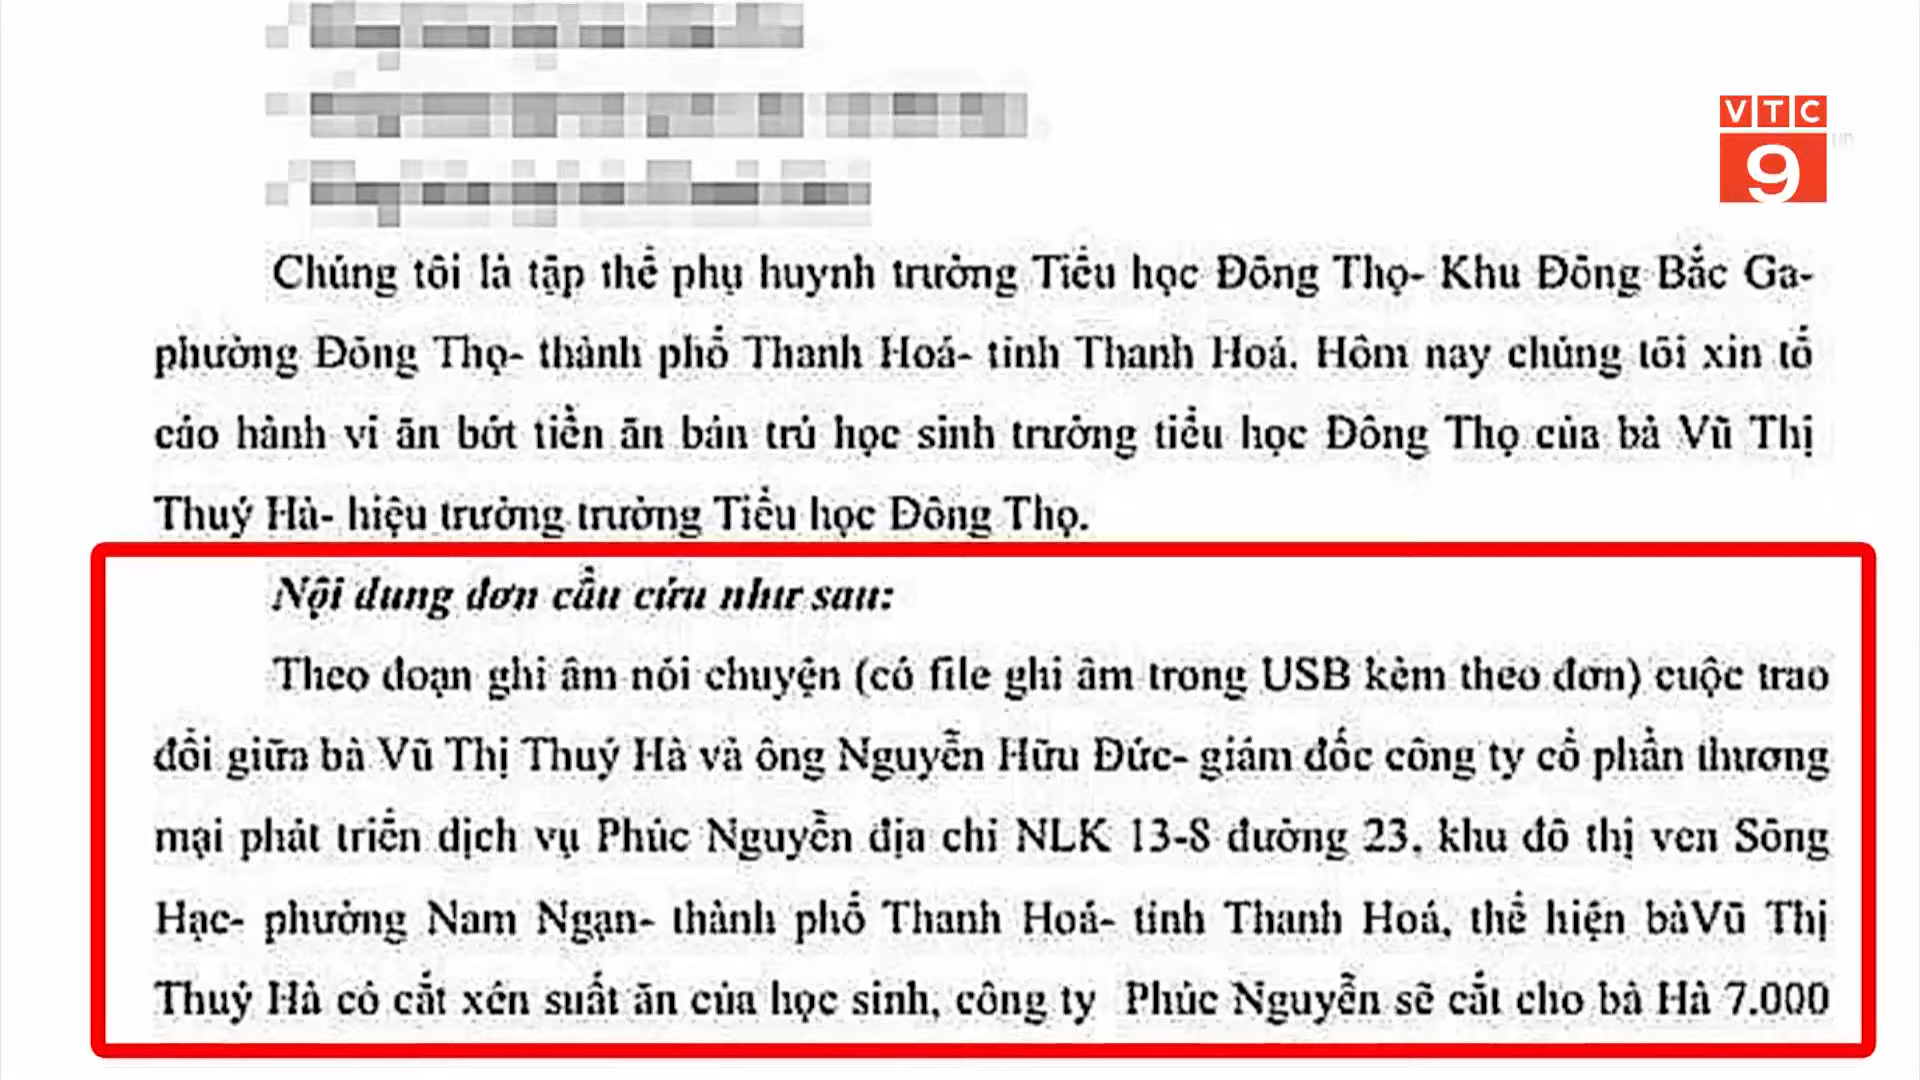 VTC
9
Chúng tôi là tập thể phụ huynh trường Tiểu học Đông Thọ- Khu Đông Bắc Ga-
phường Đông Thọ- thành phố Thanh Hoá- tỉnh Thanh Hoá. Hôm nay chúng tôi xin tố
cáo hành vi ăn bớt tiền ăn bán trú học sinh trường tiểu học Đông Thọ của bà Vũ Thị
Thuý Hà- hiệu trưởng trường Tiểu học Đông Thọ.
Nội dung đơn cầu cứu như sau:
Theo đoạn ghi âm nói chuyện (có file ghi âm trong USB kèm theo đơn) cuộc trao
đổi giữa bà Vũ Thị Thuý Hà và ông Nguyễn Hữu Đức- giám đốc công ty cổ phần thương
mại phát triển dịch vụ Phúc Nguyễn địa chỉ NLK 13-8 đường 23, khu đô thị ven Sông
Hạc- phường Nam Ngạn- thành phố Thanh Hoá- tỉnh Thanh Hoá, thể hiện bàVũ Thị
Thuý Hà có cắt xén suất ăn của học sinh, công ty Phúc Nguyễn sẽ cắt cho bà Hà 7.000